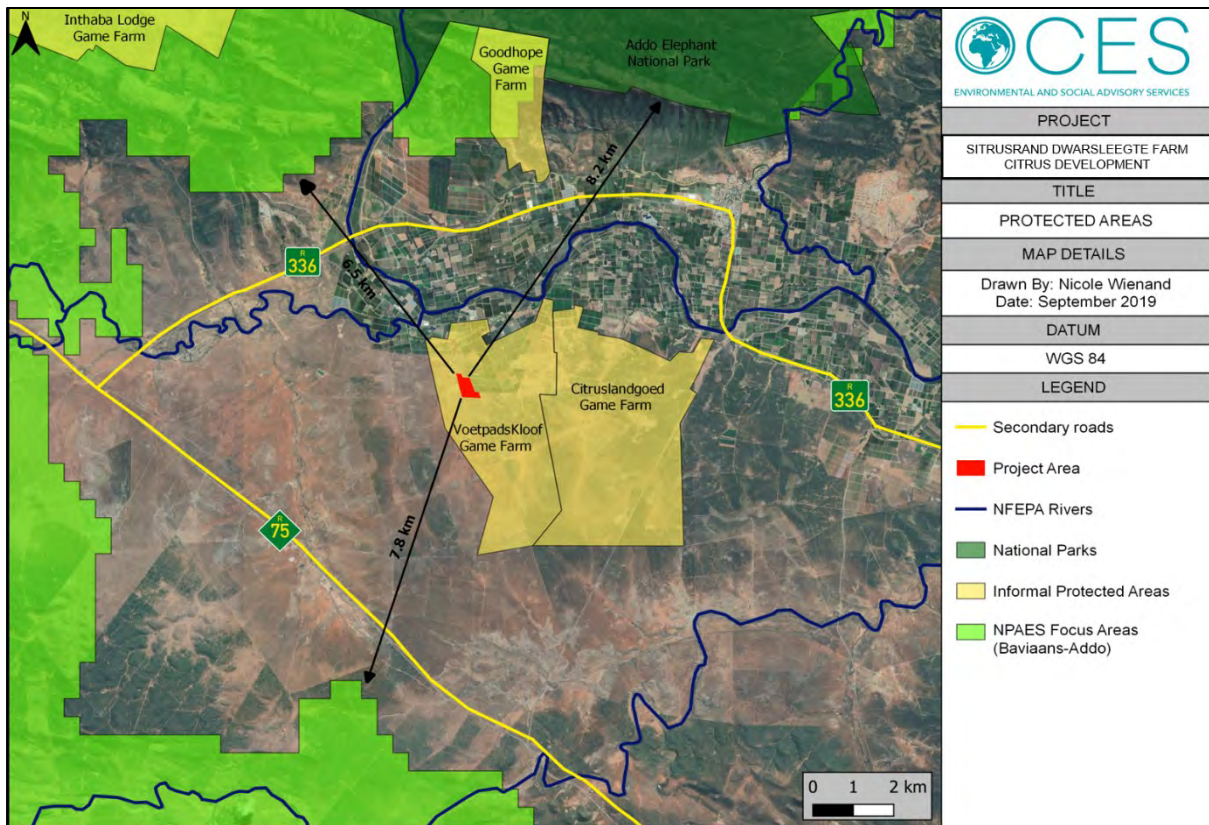 N
Inthaba Lodge
Game Farm
Goodhope
Game
Farm
Addo Elephant
National Park
8.2 km
R
336
6.5 km
Citruslandgoed
Game Farm
R
336
VoetpadsKloof
Game Farm
R
75
7.8 km
0 1 2 km
CES
ENVIRONMENTAL AND SOCIAL ADVISORY SERVICES
PROJECT
SITRUSRAND DWARSLEEGTE FARM
CITRUS DEVELOPMENT
TITLE
PROTECTED AREAS
MAP DETAILS
Drawn By: Nicole Wienand
Date: September 2019
DATUM
WGS 84
LEGEND
Secondary roads
Project Area
NFEPA Rivers
National Parks
Informal Protected Areas
NPAES Focus Areas
(Baviaans-Addo)